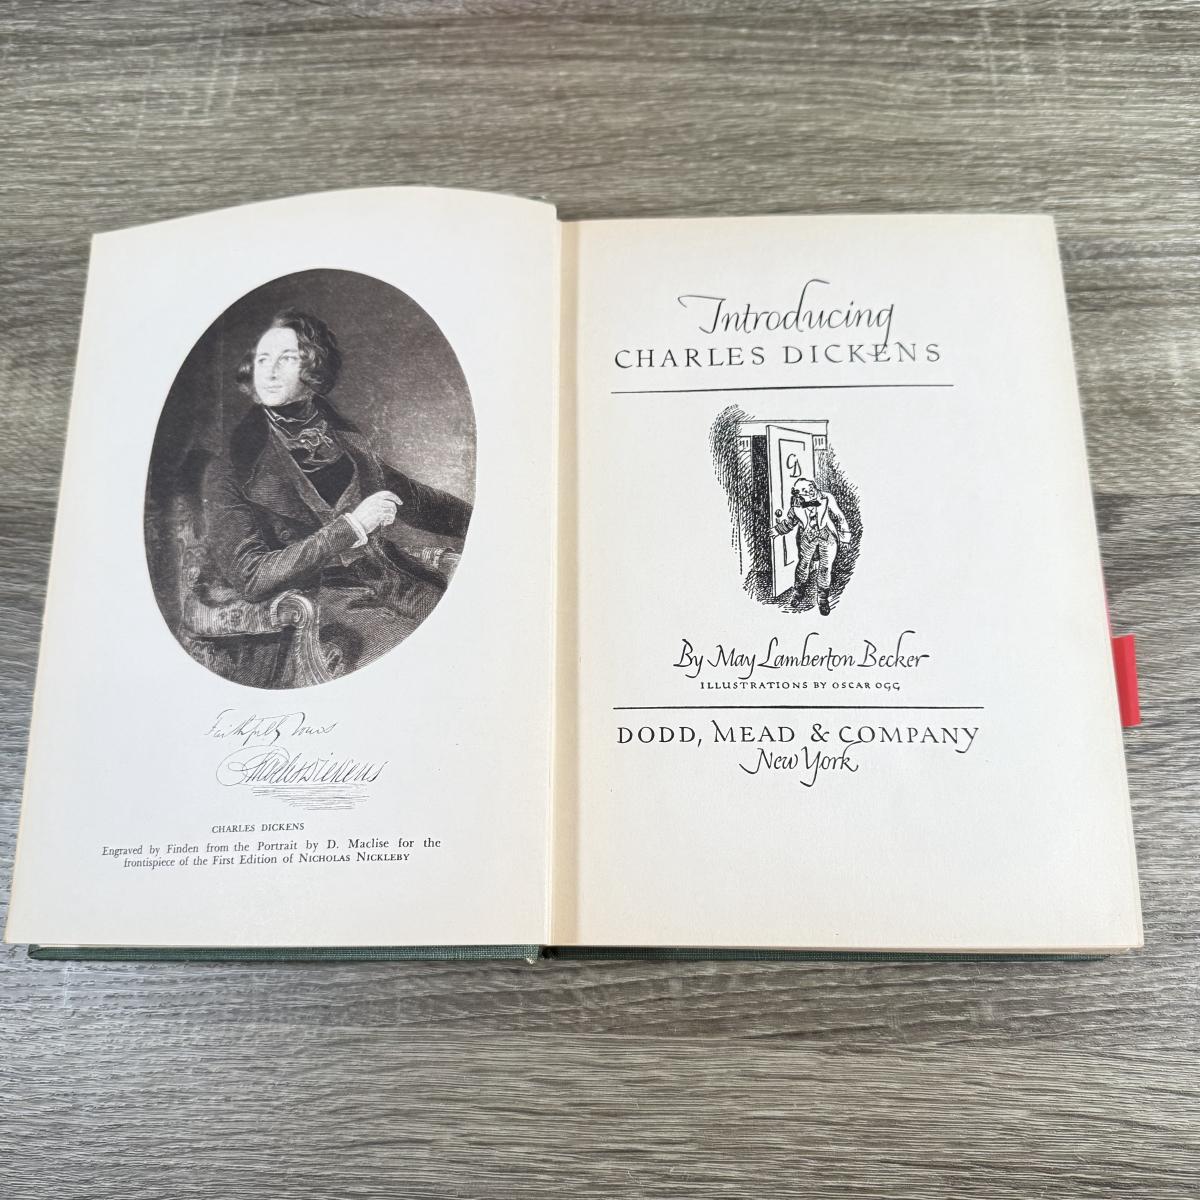 Faithfully Yours
Charles Dickens
CHARLES DICKENS
Engraved by Finden from the Portrait by D. Maclise for the
frontispiece of the First Edition of NICHOLAS NICKLEBY
Introducing
CHARLES DICKENS
CD
By May Lamberton Becker
ILLUSTRATIONS BY OSCAR OGG
DODD, MEAD & COMPANY
New York